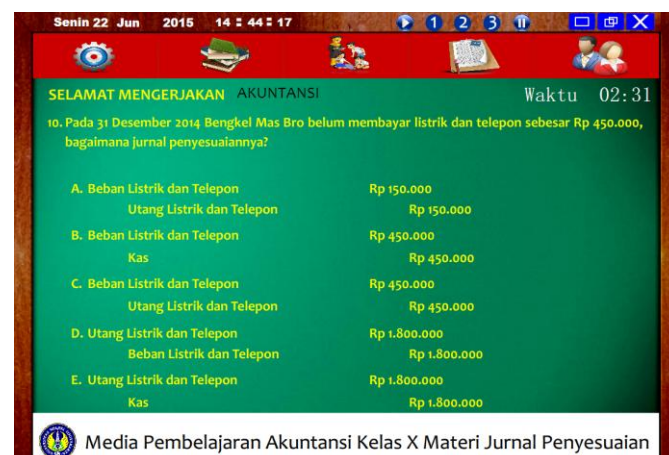 Senin 22 Jun 2015 14 : 44 : 17 1 2 3
SELAMAT MENGERJAKAN AKUNTANSI Waktu 02:31
10. Pada 31 Desember 2014 Bengkel Mas Bro belum membayar listrik dan telepon sebesar Rp 450.000,
bagaimana jurnal penyesuaiannya?
A. Beban Listrik dan Telepon Rp 150.000
Utang Listrik dan Telepon Rp 150.000
B. Beban Listrik dan Telepon Rp 450.000
Kas Rp 450.000
C. Beban Listrik dan Telepon Rp 450.000
Utang Listrik dan Telepon Rp 450.000
D. Utang Listrik dan Telepon Rp 1.800.000
Beban Listrik dan Telepon Rp 1.800.000
E. Utang Listrik dan Telepon Rp 1.800.000
Kas Rp 1.800.000
Media Pembelajaran Akuntansi Kelas X Materi Jurnal Penyesuaian